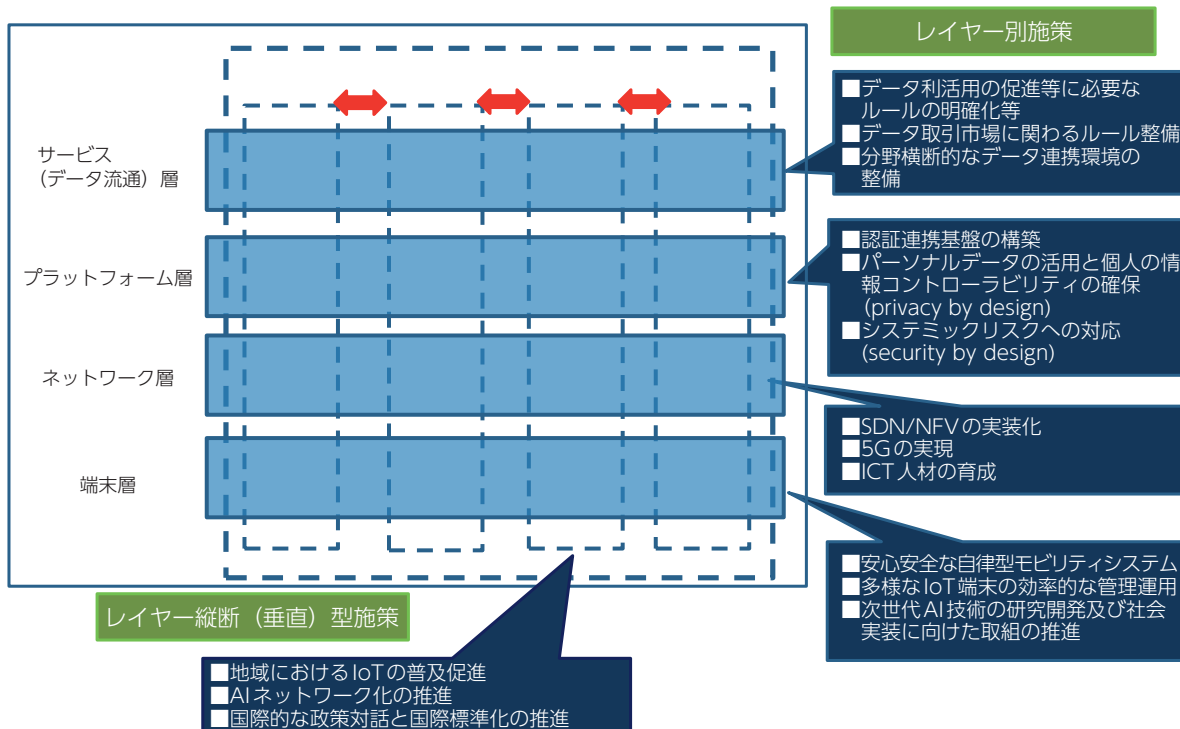 レイヤー別施策
サービス
（データ流通）層
■データ利活用の促進等に必要な
ルールの明確化等
■データ取引市場に関わるルール整備
■分野横断的なデータ連携環境の
整備
プラットフォーム層
■認証連携基盤の構築
■パーソナルデータの活用と個人の情
報コントローラビリティの確保
(privacy by design)
■システミックリスクへの対応
(security by design)
ネットワーク層
■SDN/NFVの実装化
■5Gの実現
■ICT人材の育成
端末層
■安心安全な自律型モビリティシステム
■多様なIoT端末の効率的な管理運用
■次世代AI技術の研究開発及び社会
実装に向けた取組の推進
レイヤー縦断（垂直）型施策
■地域におけるIoTの普及促進
■AIネットワーク化の推進
■国際的な政策対話と国際標準化の推進